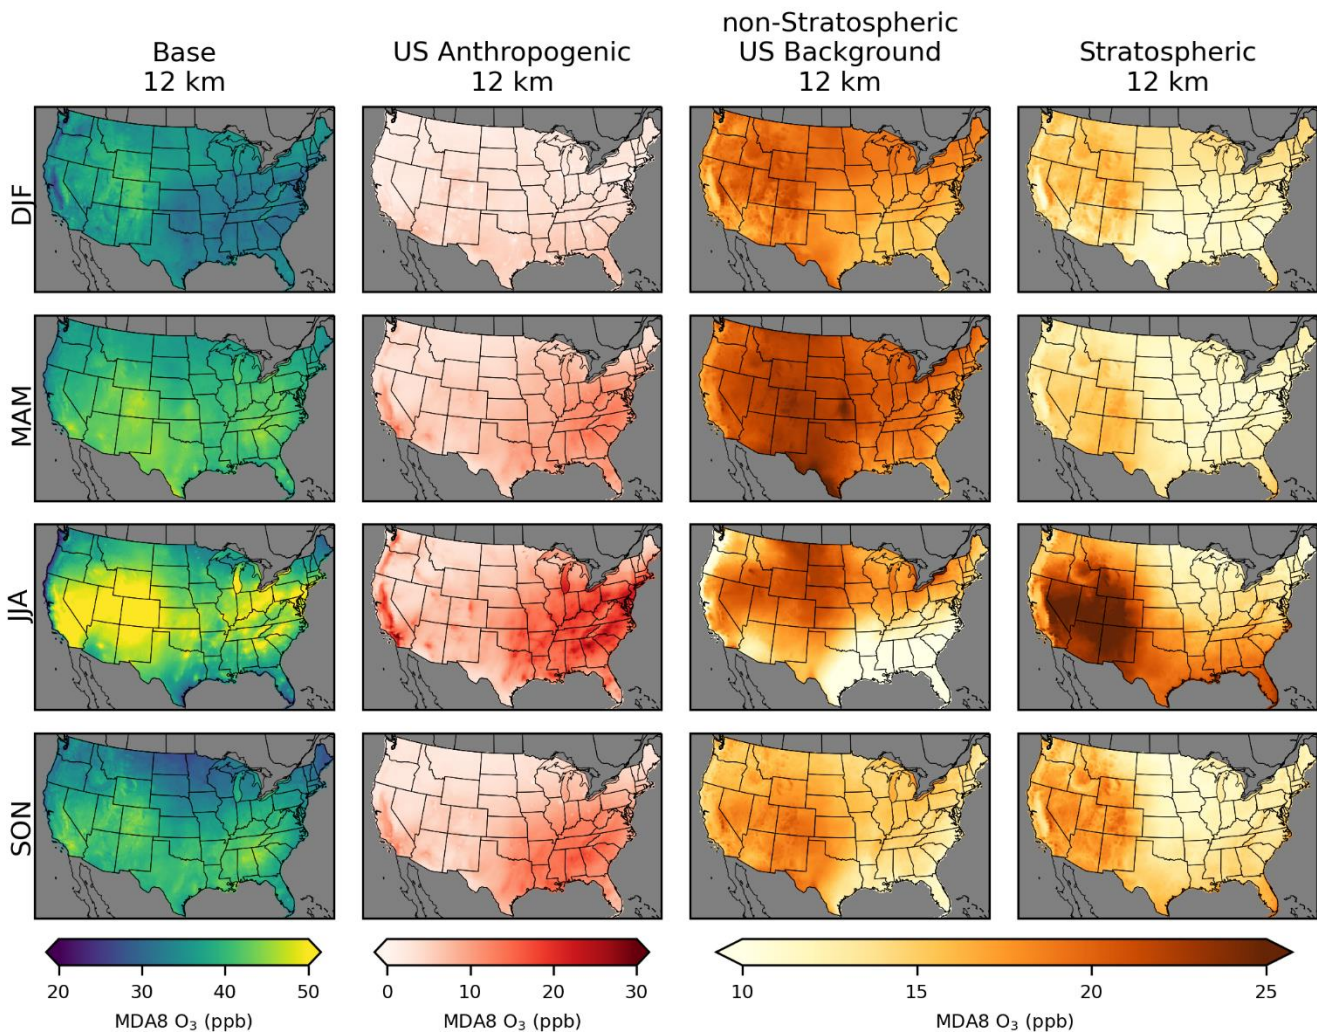 Base
12 km
US Anthropogenic
12 km
non-Stratospheric
US Background
12 km
Stratospheric
12 km
DJF
MAM
JJA
SON
20 30 40 50
MDA8 O₃ (ppb)
0 10 20 30
MDA8 O₃ (ppb)
10 15 20 25
MDA8 O₃ (ppb)